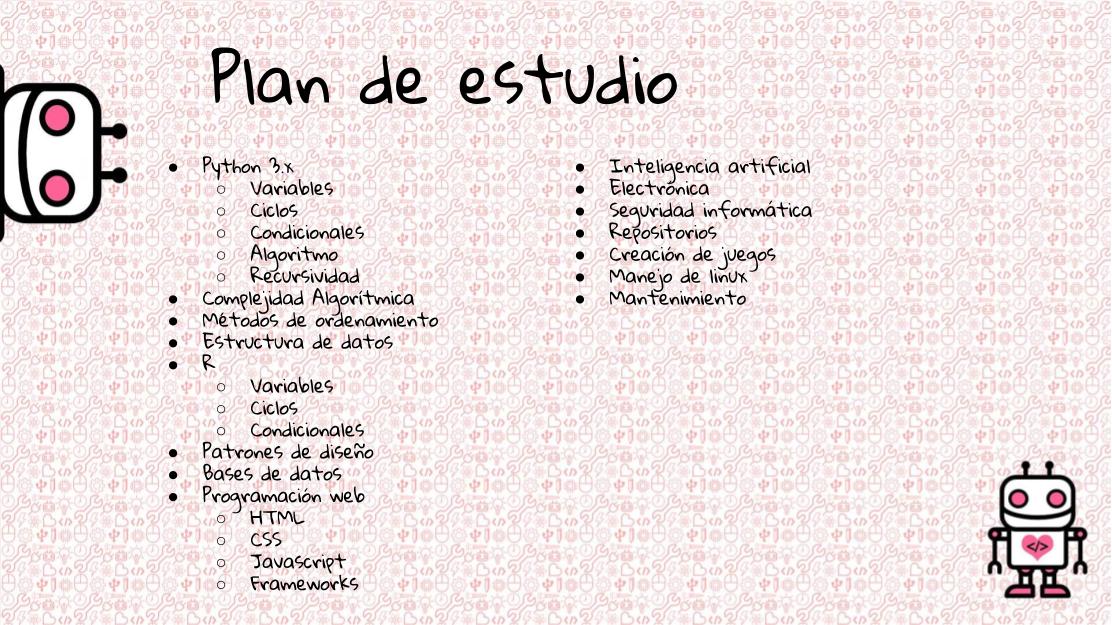 Plan de estudio
● Python 3.x
○ Variables
○ Ciclos
○ Condicionales
○ Algoritmo
○ Recursividad
● Complejidad Algorítmica
● Métodos de ordenamiento
● Estructura de datos
● R
○ Variables
○ Ciclos
○ Condicionales
● Patrones de diseño
● Bases de datos
● Programación web
○ HTML
○ CSS
○ Javascript
○ Frameworks
● Inteligencia artificial
● Electrónica
● Seguridad informática
● Repositorios
● Creación de juegos
● Manejo de linux
● Mantenimiento
</>